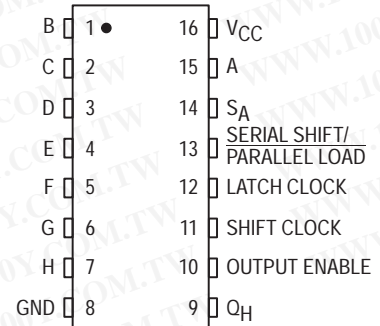 B 1 16 VCC
C 2 15 A
D 3 14 SA
E 4 13 SERIAL SHIFT/
PARALLEL LOAD
F 5 12 LATCH CLOCK
G 6 11 SHIFT CLOCK
H 7 10 OUTPUT ENABLE
GND 8 9 QH